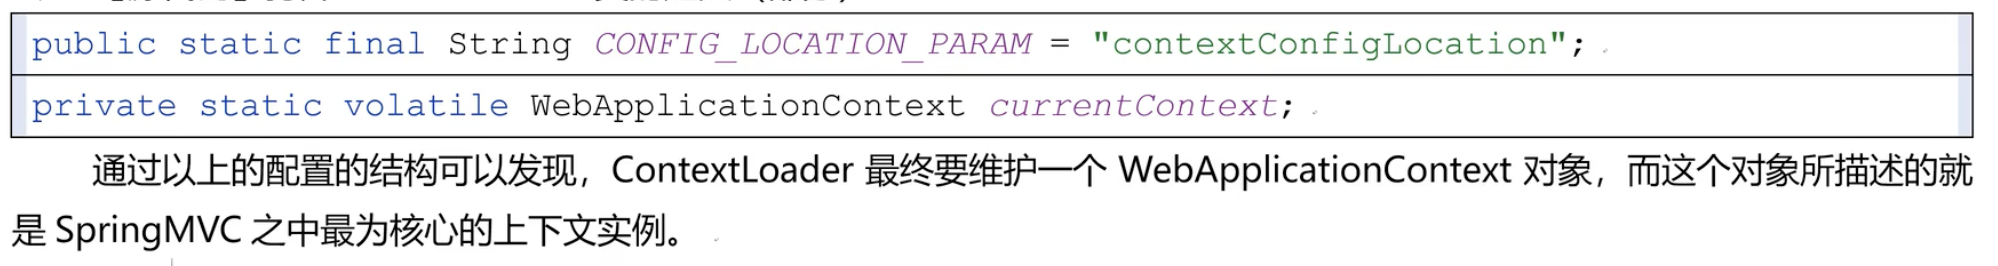 public static final String CONFIG_LOCATION_PARAM = "contextConfigLocation";
private static volatile WebApplicationContext currentContext;
通过以上的配置的结构可以发现，ContextLoader 最终要维护一个 WebApplicationContext 对象，而这个对象所描述的就
是 SpringMVC 之中最为核心的上下文实例。